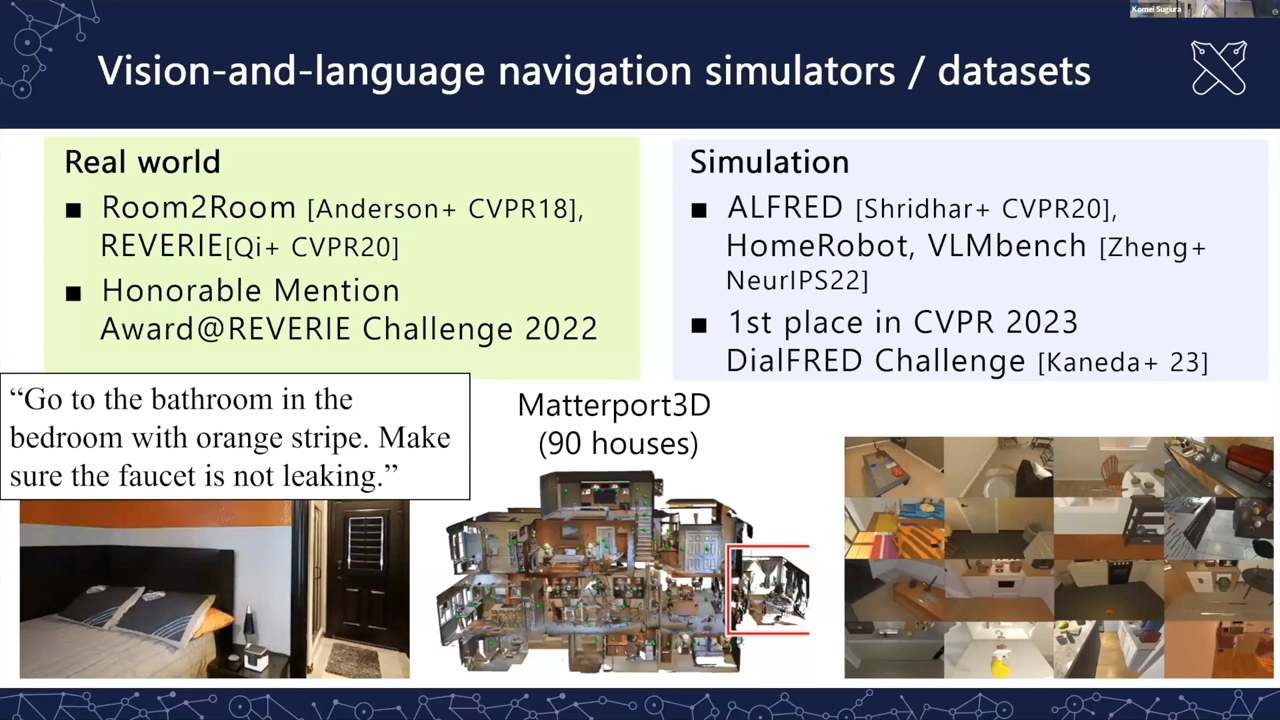 Komei Sugiura
Vision-and-language navigation simulators / datasets
Real world
■ Room2Room [Anderson+ CVPR18],
REVERIE[Qi+ CVPR20]
■ Honorable Mention
Award@REVERIE Challenge 2022
Simulation
■ ALFRED [Shridhar+ CVPR20],
HomeRobot, VLMbench [Zheng+
NeurIPS22]
■ 1st place in CVPR 2023
DialFRED Challenge [Kaneda+ 23]
“Go to the bathroom in the
bedroom with orange stripe. Make
sure the faucet is not leaking.”
Matterport3D
(90 houses)